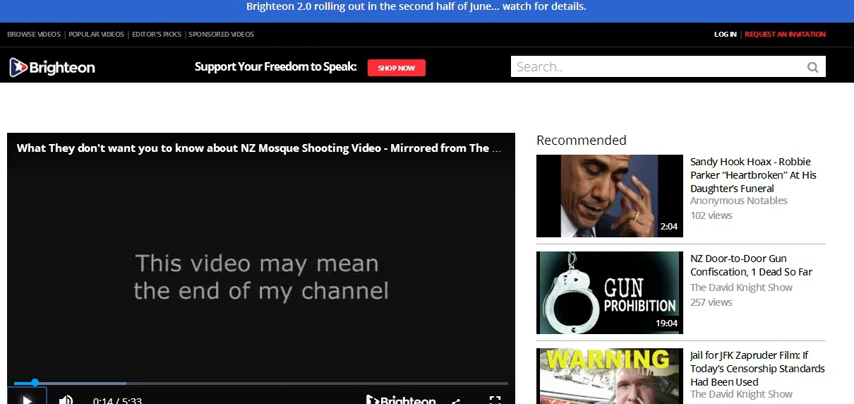 Brighteon 2.0 rolling out in the second half of June... watch for details.
BROWSE VIDEOS | POPULAR VIDEOS | EDITOR'S PICKS | SPONSORED VIDEOS
LOG IN | REQUEST AN INVITATION
Brighteon
Support Your Freedom to Speak:
SHOP NOW
Search..
What They don't want you to know about NZ Mosque Shooting Video - Mirrored from The ...
This video may mean
the end of my channel
0:14 / 5:33
Brighteon
Recommended
2:04
Sandy Hook Hoax - Robbie
Parker “Heartbroken” At His
Daughter's Funeral
Anonymous Notables
102 views
GUN
PROHIBITION
19:04
NZ Door-to-Door Gun
Confiscation, 1 Dead So Far
The David Knight Show
257 views
WARNING
Jail for JFK Zapruder Film: If
Today's Censorship Standards
Had Been Used
The David Knight Show